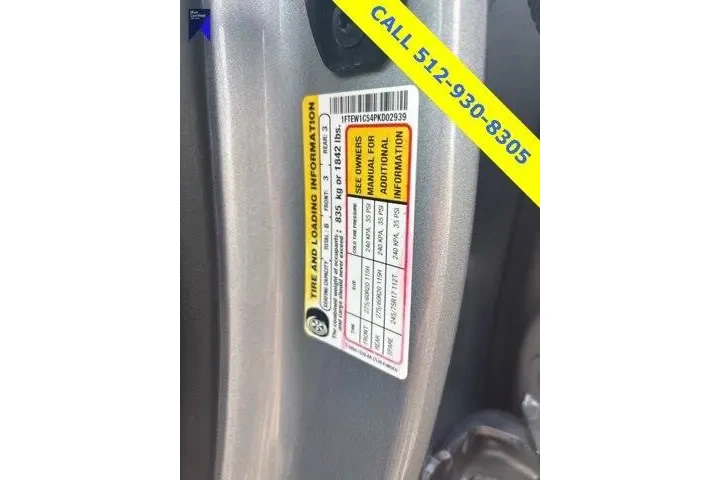 CALL 512-930-8305
1FTEW1CS4PKD02939
TIRE AND LOADING INFORMATION
SEATING CAPACITY TOTAL: 6 FRONT: 3 REAR: 3
The combined weight of occupants
and cargo should never exceed: 835 kg or 1842 lbs.
TIRE SIZE COLD TIRE PRESSURE
FRONT 275/60R20 115H 240 KPA, 35 PSI
REAR 275/60R20 115H 240 KPA, 35 PSI
SPARE 245/75R17 112T 240 KPA, 35 PSI
SEE OWNERS
MANUAL FOR
ADDITIONAL
INFORMATION